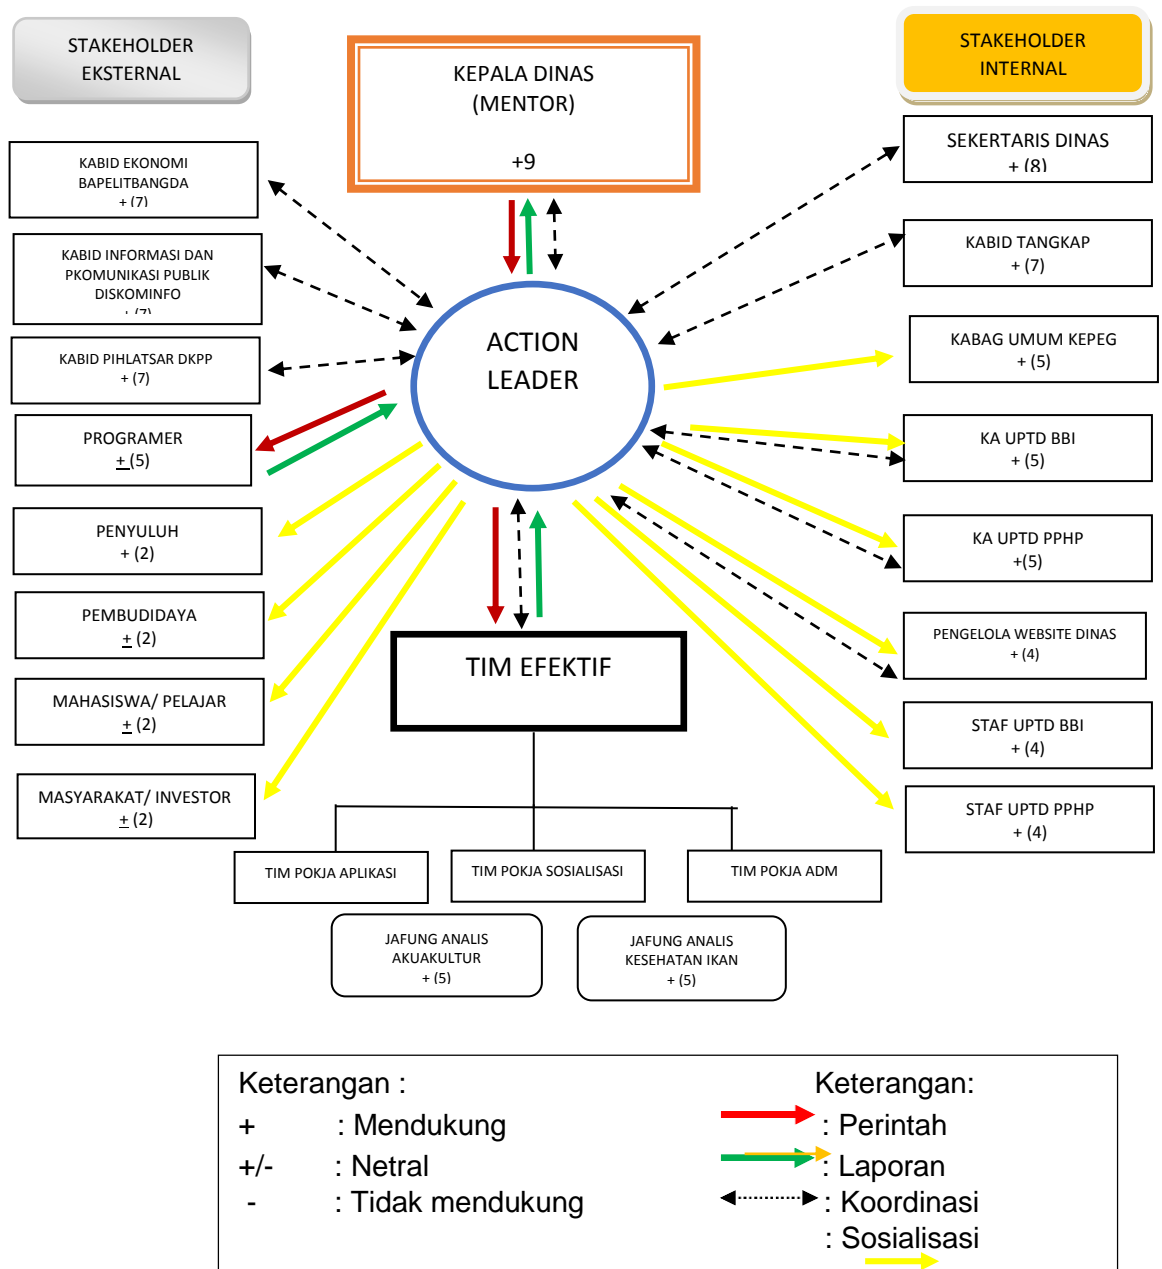 STAKEHOLDER
EKSTERNAL
KEPALA DINAS
(MENTOR)
+9
STAKEHOLDER
INTERNAL
KABID EKONOMI
BAPELITBANGDA
+ (7)
KABID INFORMASI DAN
PKOMUNIKASI PUBLIK
DISKOMINFO
+ (7)
KABID PIHLATSAR DKPP
+ (7)
PROGRAMER
+ (5)
PENYULUH
+ (2)
PEMBUDIDAYA
+ (2)
MAHASISWA/ PELAJAR
+ (2)
MASYARAKAT/ INVESTOR
+ (2)
ACTION
LEADER
SEKERTARIS DINAS
+ (8)
KABID TANGKAP
+ (7)
KABAG UMUM KEPEG
+ (5)
KA UPTD BBI
+ (5)
KA UPTD PPHP
+(5)
PENGELOLA WEBSITE DINAS
+ (4)
STAF UPTD BBI
+ (4)
STAF UPTD PPHP
+ (4)
TIM EFEKTIF
TIM POKJA APLIKASI
TIM POKJA SOSIALISASI
TIM POKJA ADM
JAFUNG ANALIS
AKUAKULTUR
+ (5)
JAFUNG ANALIS
KESEHATAN IKAN
+ (5)
Keterangan :
+ : Mendukung
+/- : Netral
- : Tidak mendukung
Keterangan:
: Perintah
: Laporan
: Koordinasi
: Sosialisasi